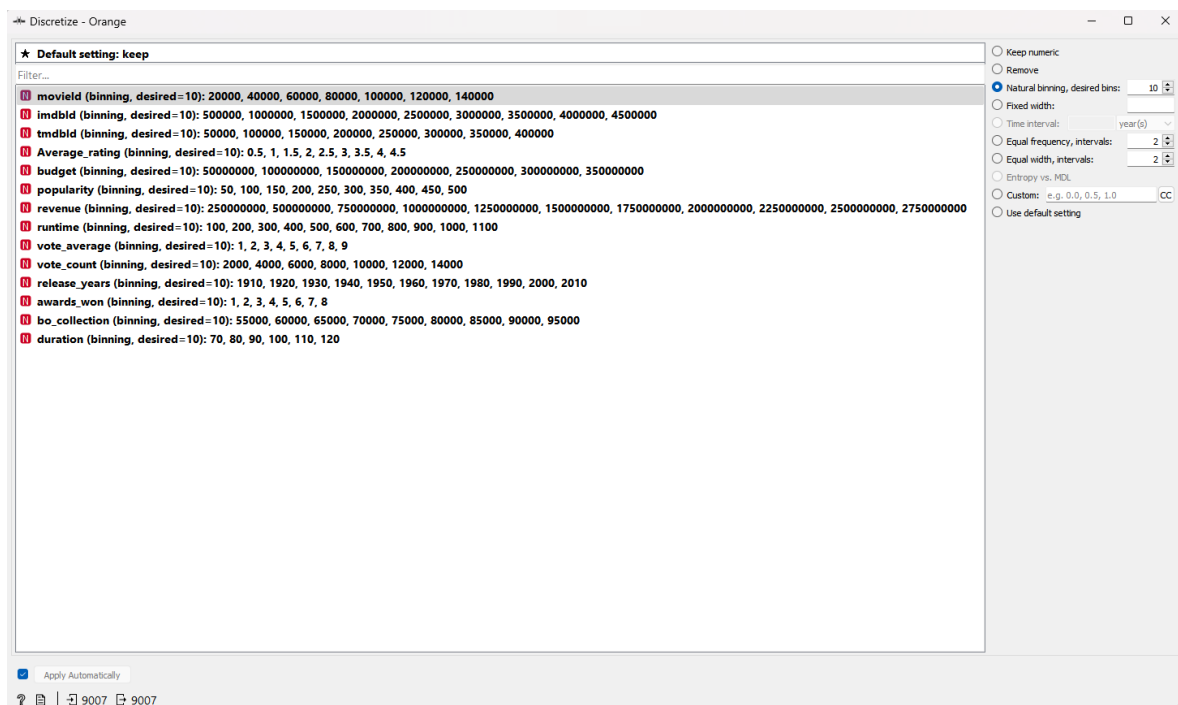 Discretize - Orange
★ Default setting: keep
Filter...
N movieId (binning, desired=10): 20000, 40000, 60000, 80000, 100000, 120000, 140000
N imdbId (binning, desired=10): 500000, 1000000, 1500000, 2000000, 2500000, 3000000, 3500000, 4000000, 4500000
N tmdbId (binning, desired=10): 50000, 100000, 150000, 200000, 250000, 300000, 350000, 400000
N Average_rating (binning, desired=10): 0.5, 1, 1.5, 2, 2.5, 3, 3.5, 4, 4.5
N budget (binning, desired=10): 50000000, 100000000, 150000000, 200000000, 250000000, 300000000, 350000000
N popularity (binning, desired=10): 50, 100, 150, 200, 250, 300, 350, 400, 450, 500
N revenue (binning, desired=10): 250000000, 500000000, 750000000, 1000000000, 1250000000, 1500000000, 1750000000, 2000000000, 2250000000, 2500000000, 2750000000
N runtime (binning, desired=10): 100, 200, 300, 400, 500, 600, 700, 800, 900, 1000, 1100
N vote_average (binning, desired=10): 1, 2, 3, 4, 5, 6, 7, 8, 9
N vote_count (binning, desired=10): 2000, 4000, 6000, 8000, 10000, 12000, 14000
N release_years (binning, desired=10): 1910, 1920, 1930, 1940, 1950, 1960, 1970, 1980, 1990, 2000, 2010
N awards_won (binning, desired=10): 1, 2, 3, 4, 5, 6, 7, 8
N bo_collection (binning, desired=10): 55000, 60000, 65000, 70000, 75000, 80000, 85000, 90000, 95000
N duration (binning, desired=10): 70, 80, 90, 100, 110, 120
Keep numeric
Remove
Natural binning, desired bins: 10
Fixed width:
Time interval: year(s)
Equal frequency, intervals: 2
Equal width, intervals: 2
Entropy vs. MDL
Custom: e.g. 0.0, 0.5, 1.0 CC
Use default setting
Apply Automatically
? 9007 9007